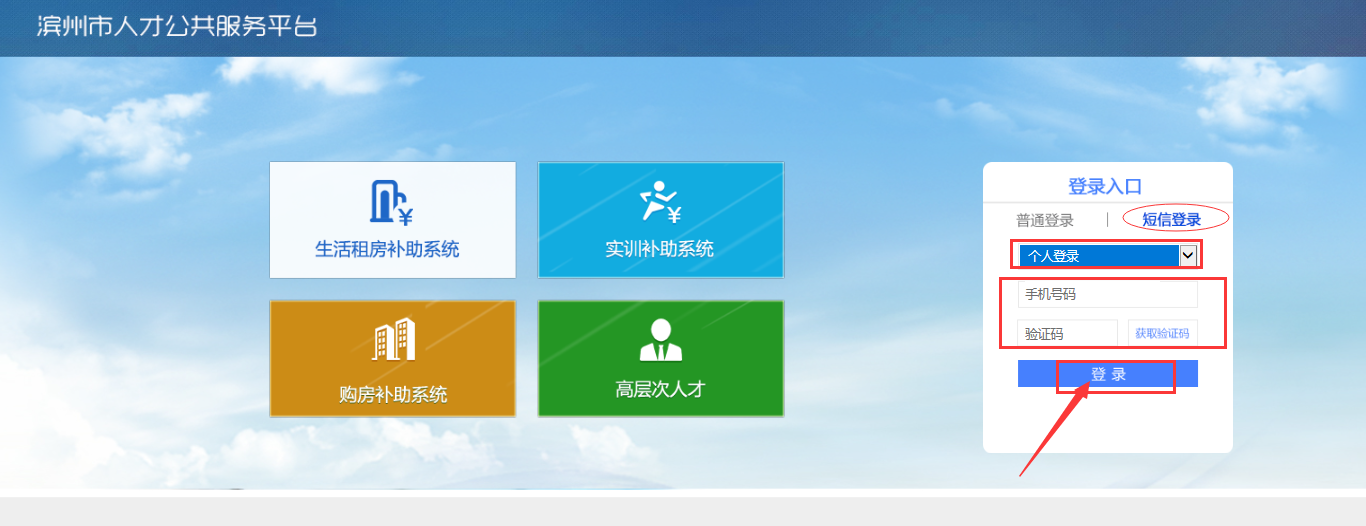 滨州市人才公共服务平台
生活租房补助系统
实训补助系统
购房补助系统
高层次人才
登录入口
普通登录 | 短信登录
个人登录
手机号码
验证码 获取验证码
登 录